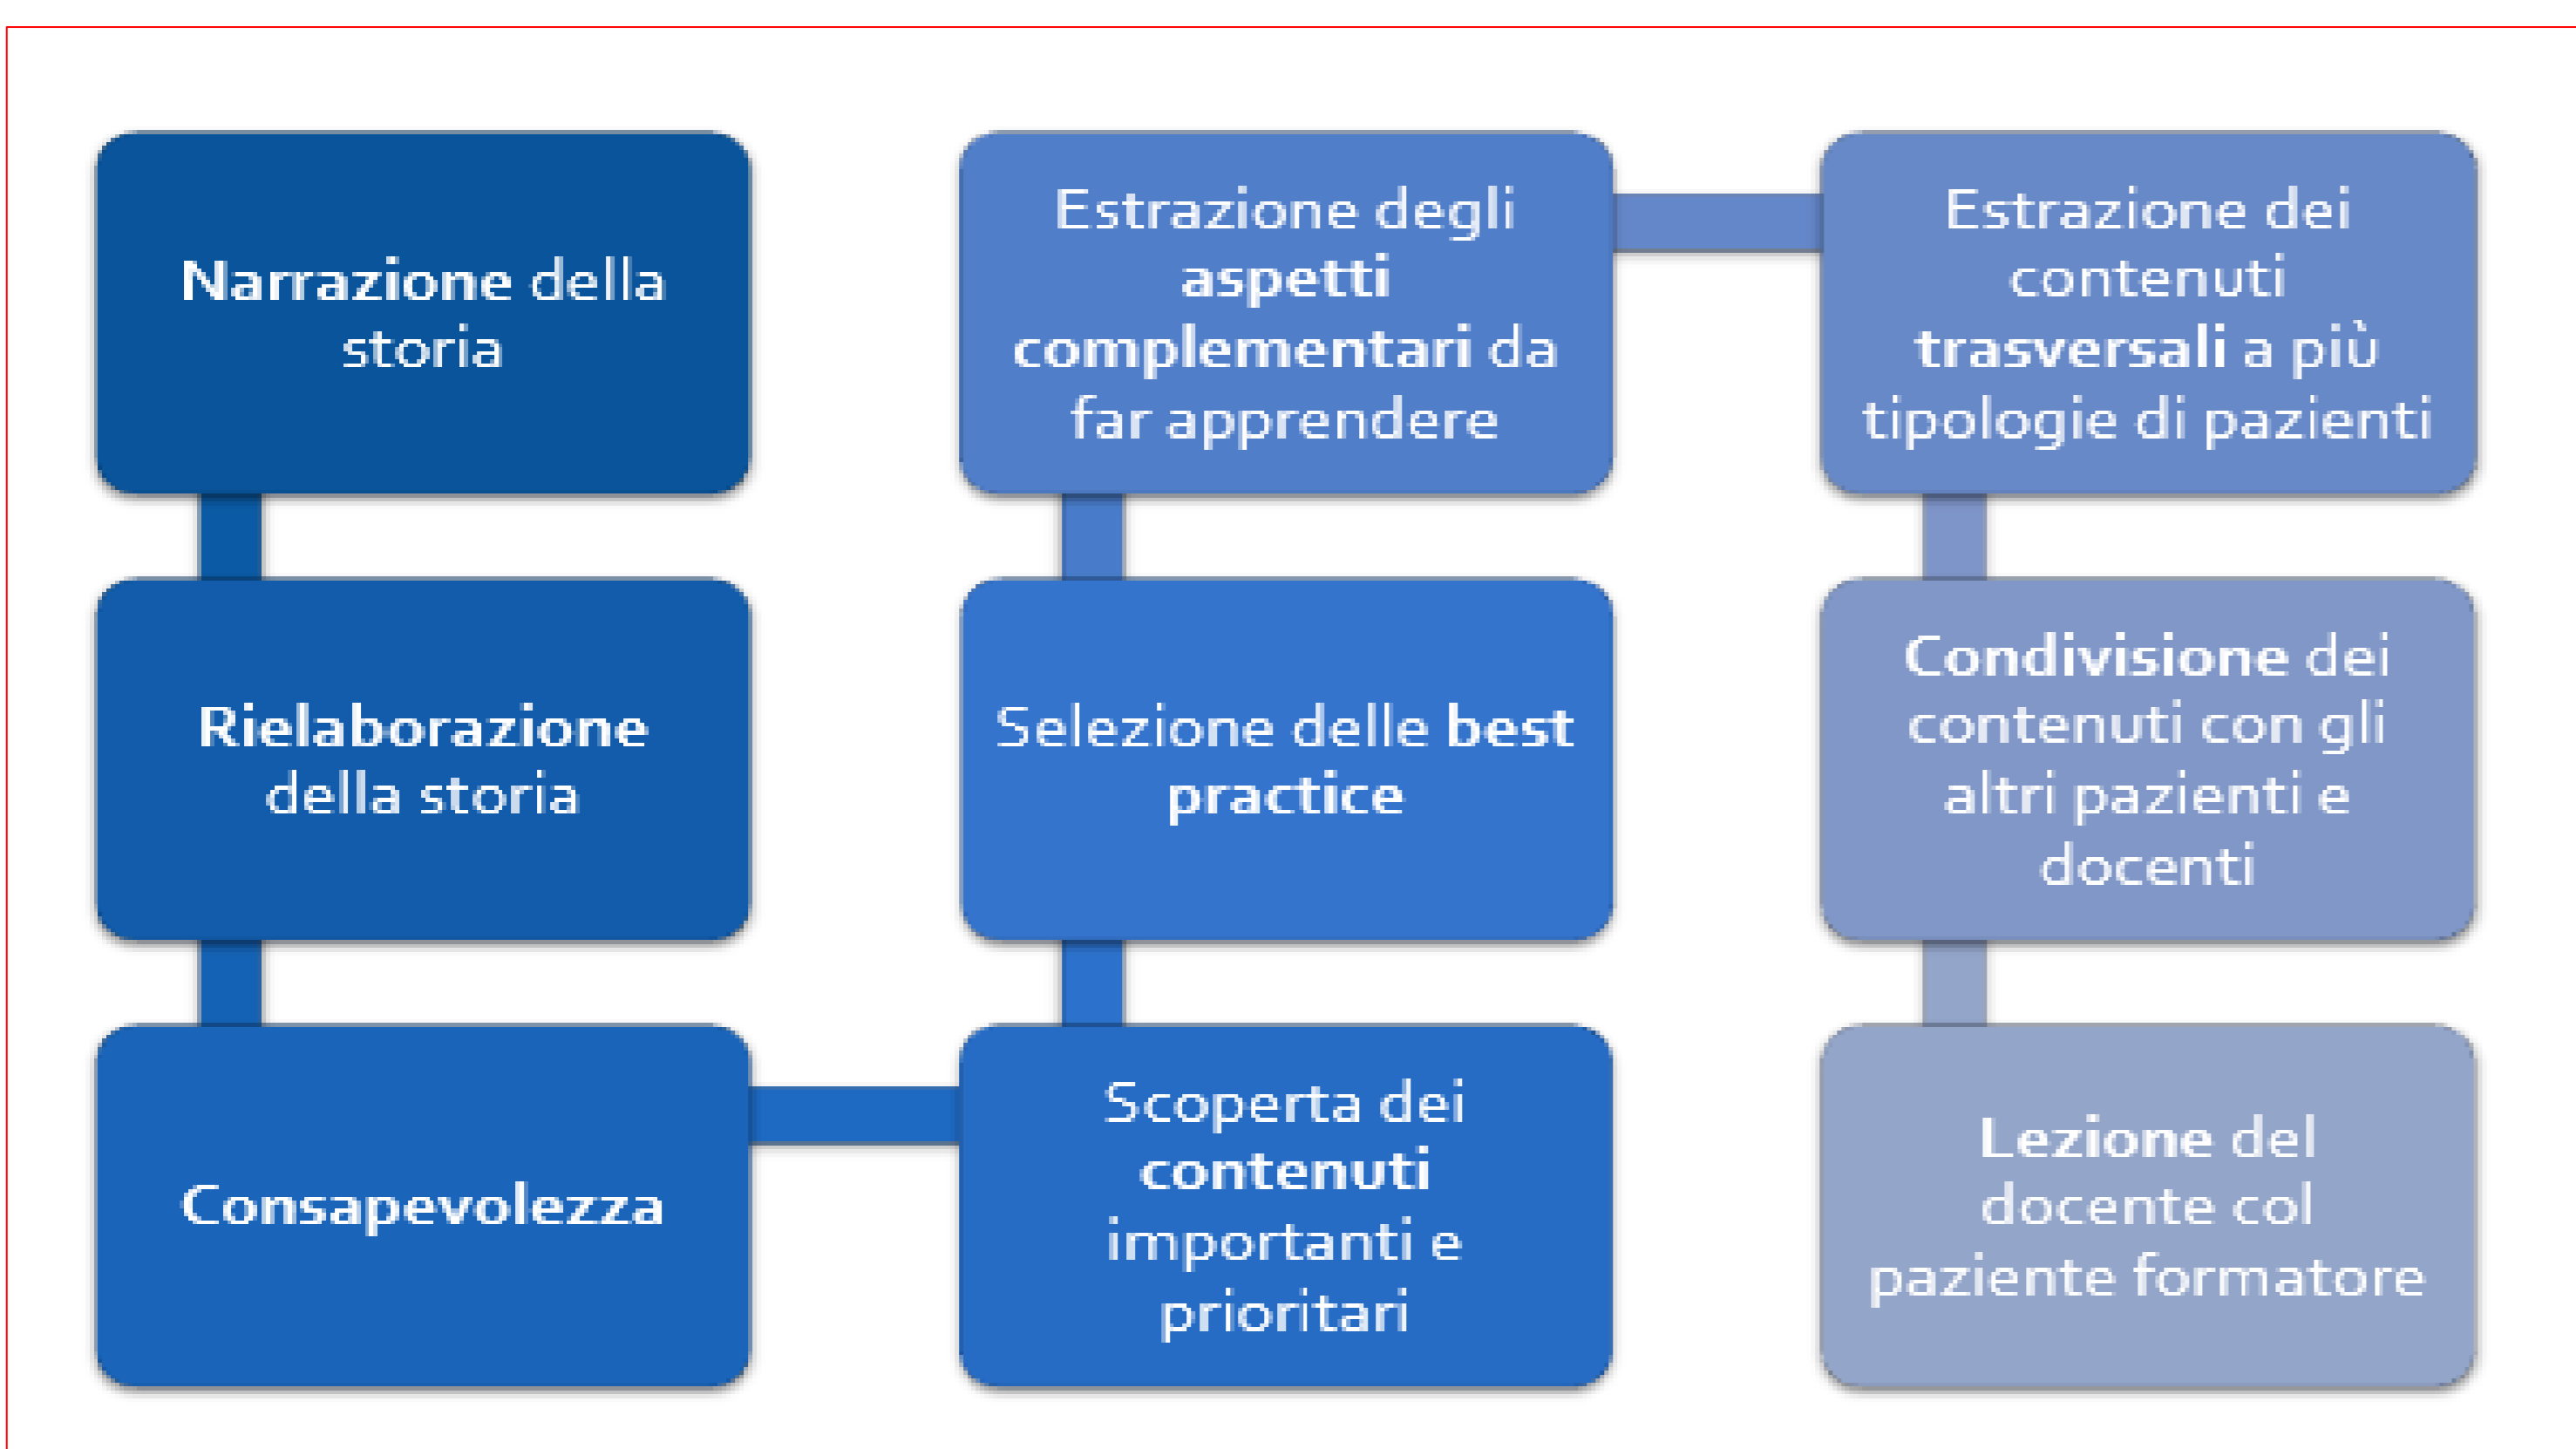 Narrazione della
storia
Rielaborazione
della storia
Consapevolezza
Scoperta dei
contenuti
importanti e
prioritari
Selezione delle best
practice
Estrazione degli
aspetti
complementari da
far apprendere
Estrazione dei
contenuti
trasversali a più
tipologie di pazienti
Condivisione dei
contenuti con gli
altri pazienti e
docenti
Lezione del
docente col
paziente formatore